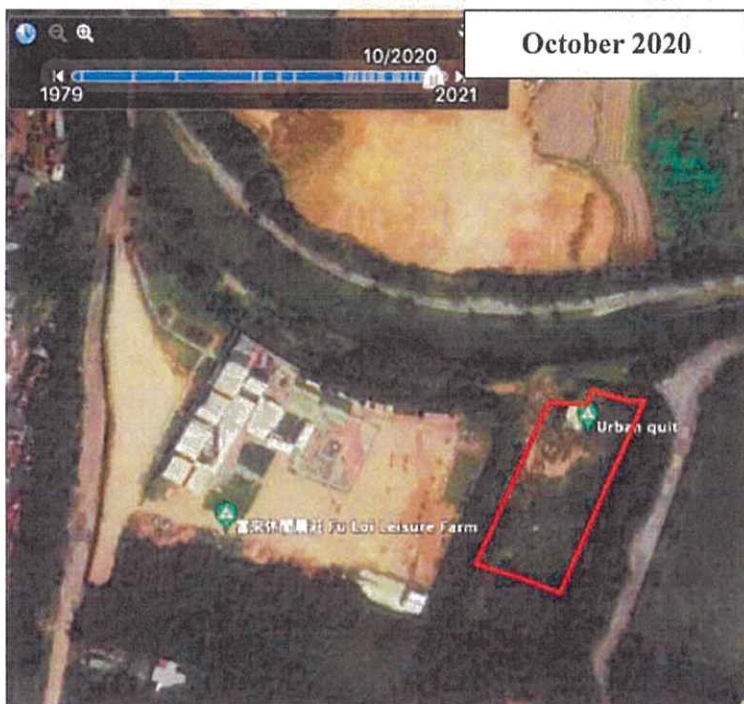 October 2020
10/2020
1979
2021
Urban quit
富來休閒農莊 Fu Loi Leisure Farm